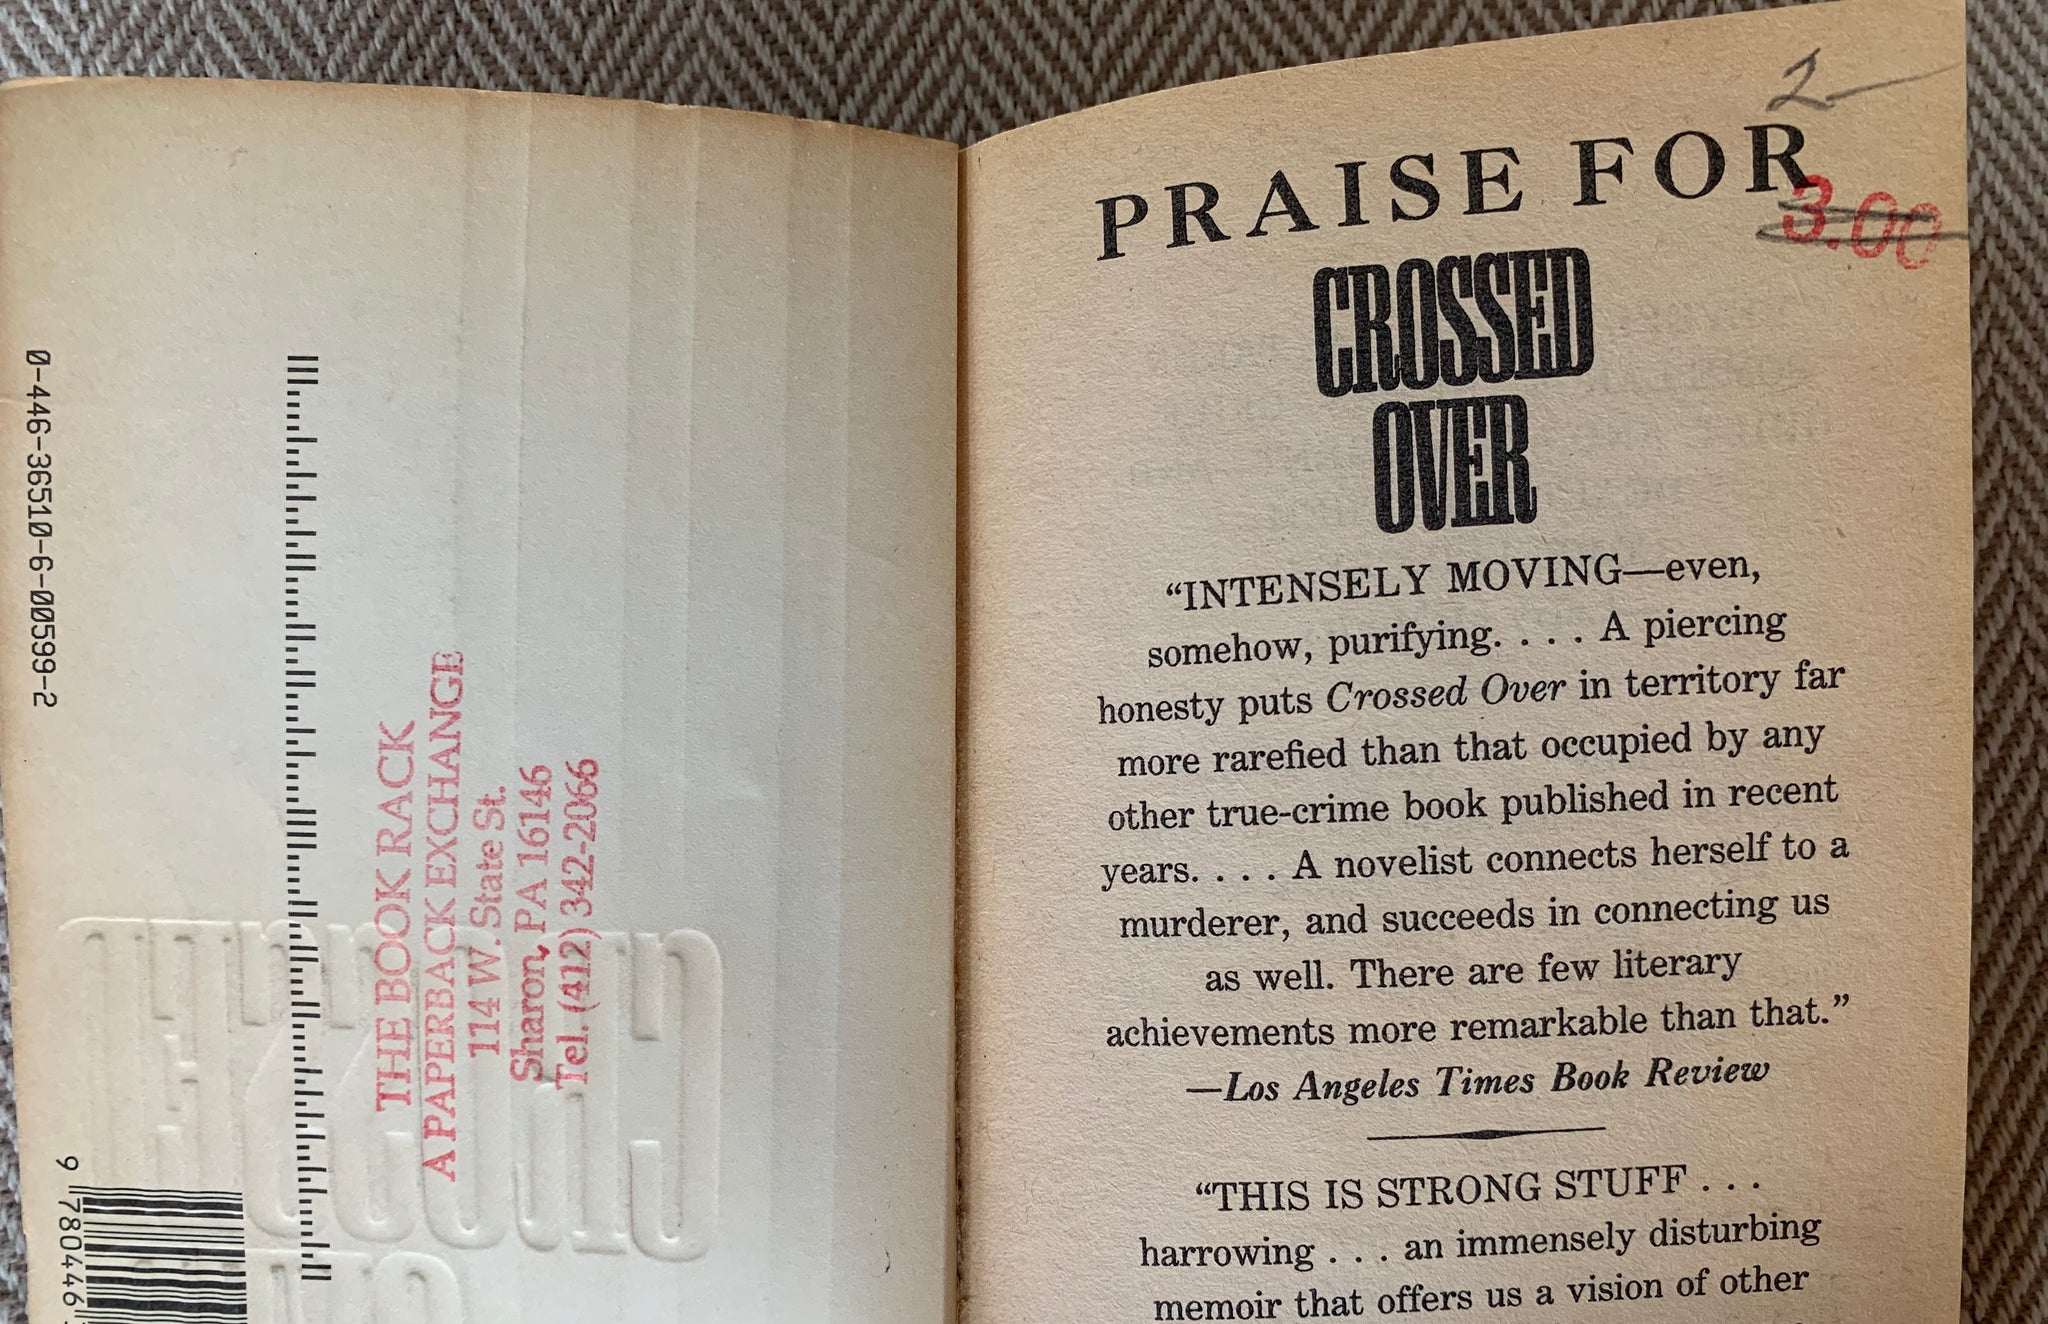 0-446-36510-6-00599-2
THE BOOK RACK
A PAPERBACK EXCHANGE
114 W. State St.
Sharon, PA 16146
Tel. (412) 342-2066
9 780446
CROSSE
2
PRAISE FOR
3.00
CROSSED
OVER
“INTENSELY MOVING—even,
somehow, purifying. . . . A piercing
honesty puts Crossed Over in territory far
more rarefied than that occupied by any
other true-crime book published in recent
years. . . . A novelist connects herself to a
murderer, and succeeds in connecting us
as well. There are few literary
achievements more remarkable than that.”
—Los Angeles Times Book Review
“THIS IS STRONG STUFF . . .
harrowing . . . an immensely disturbing
memoir that offers us a vision of other